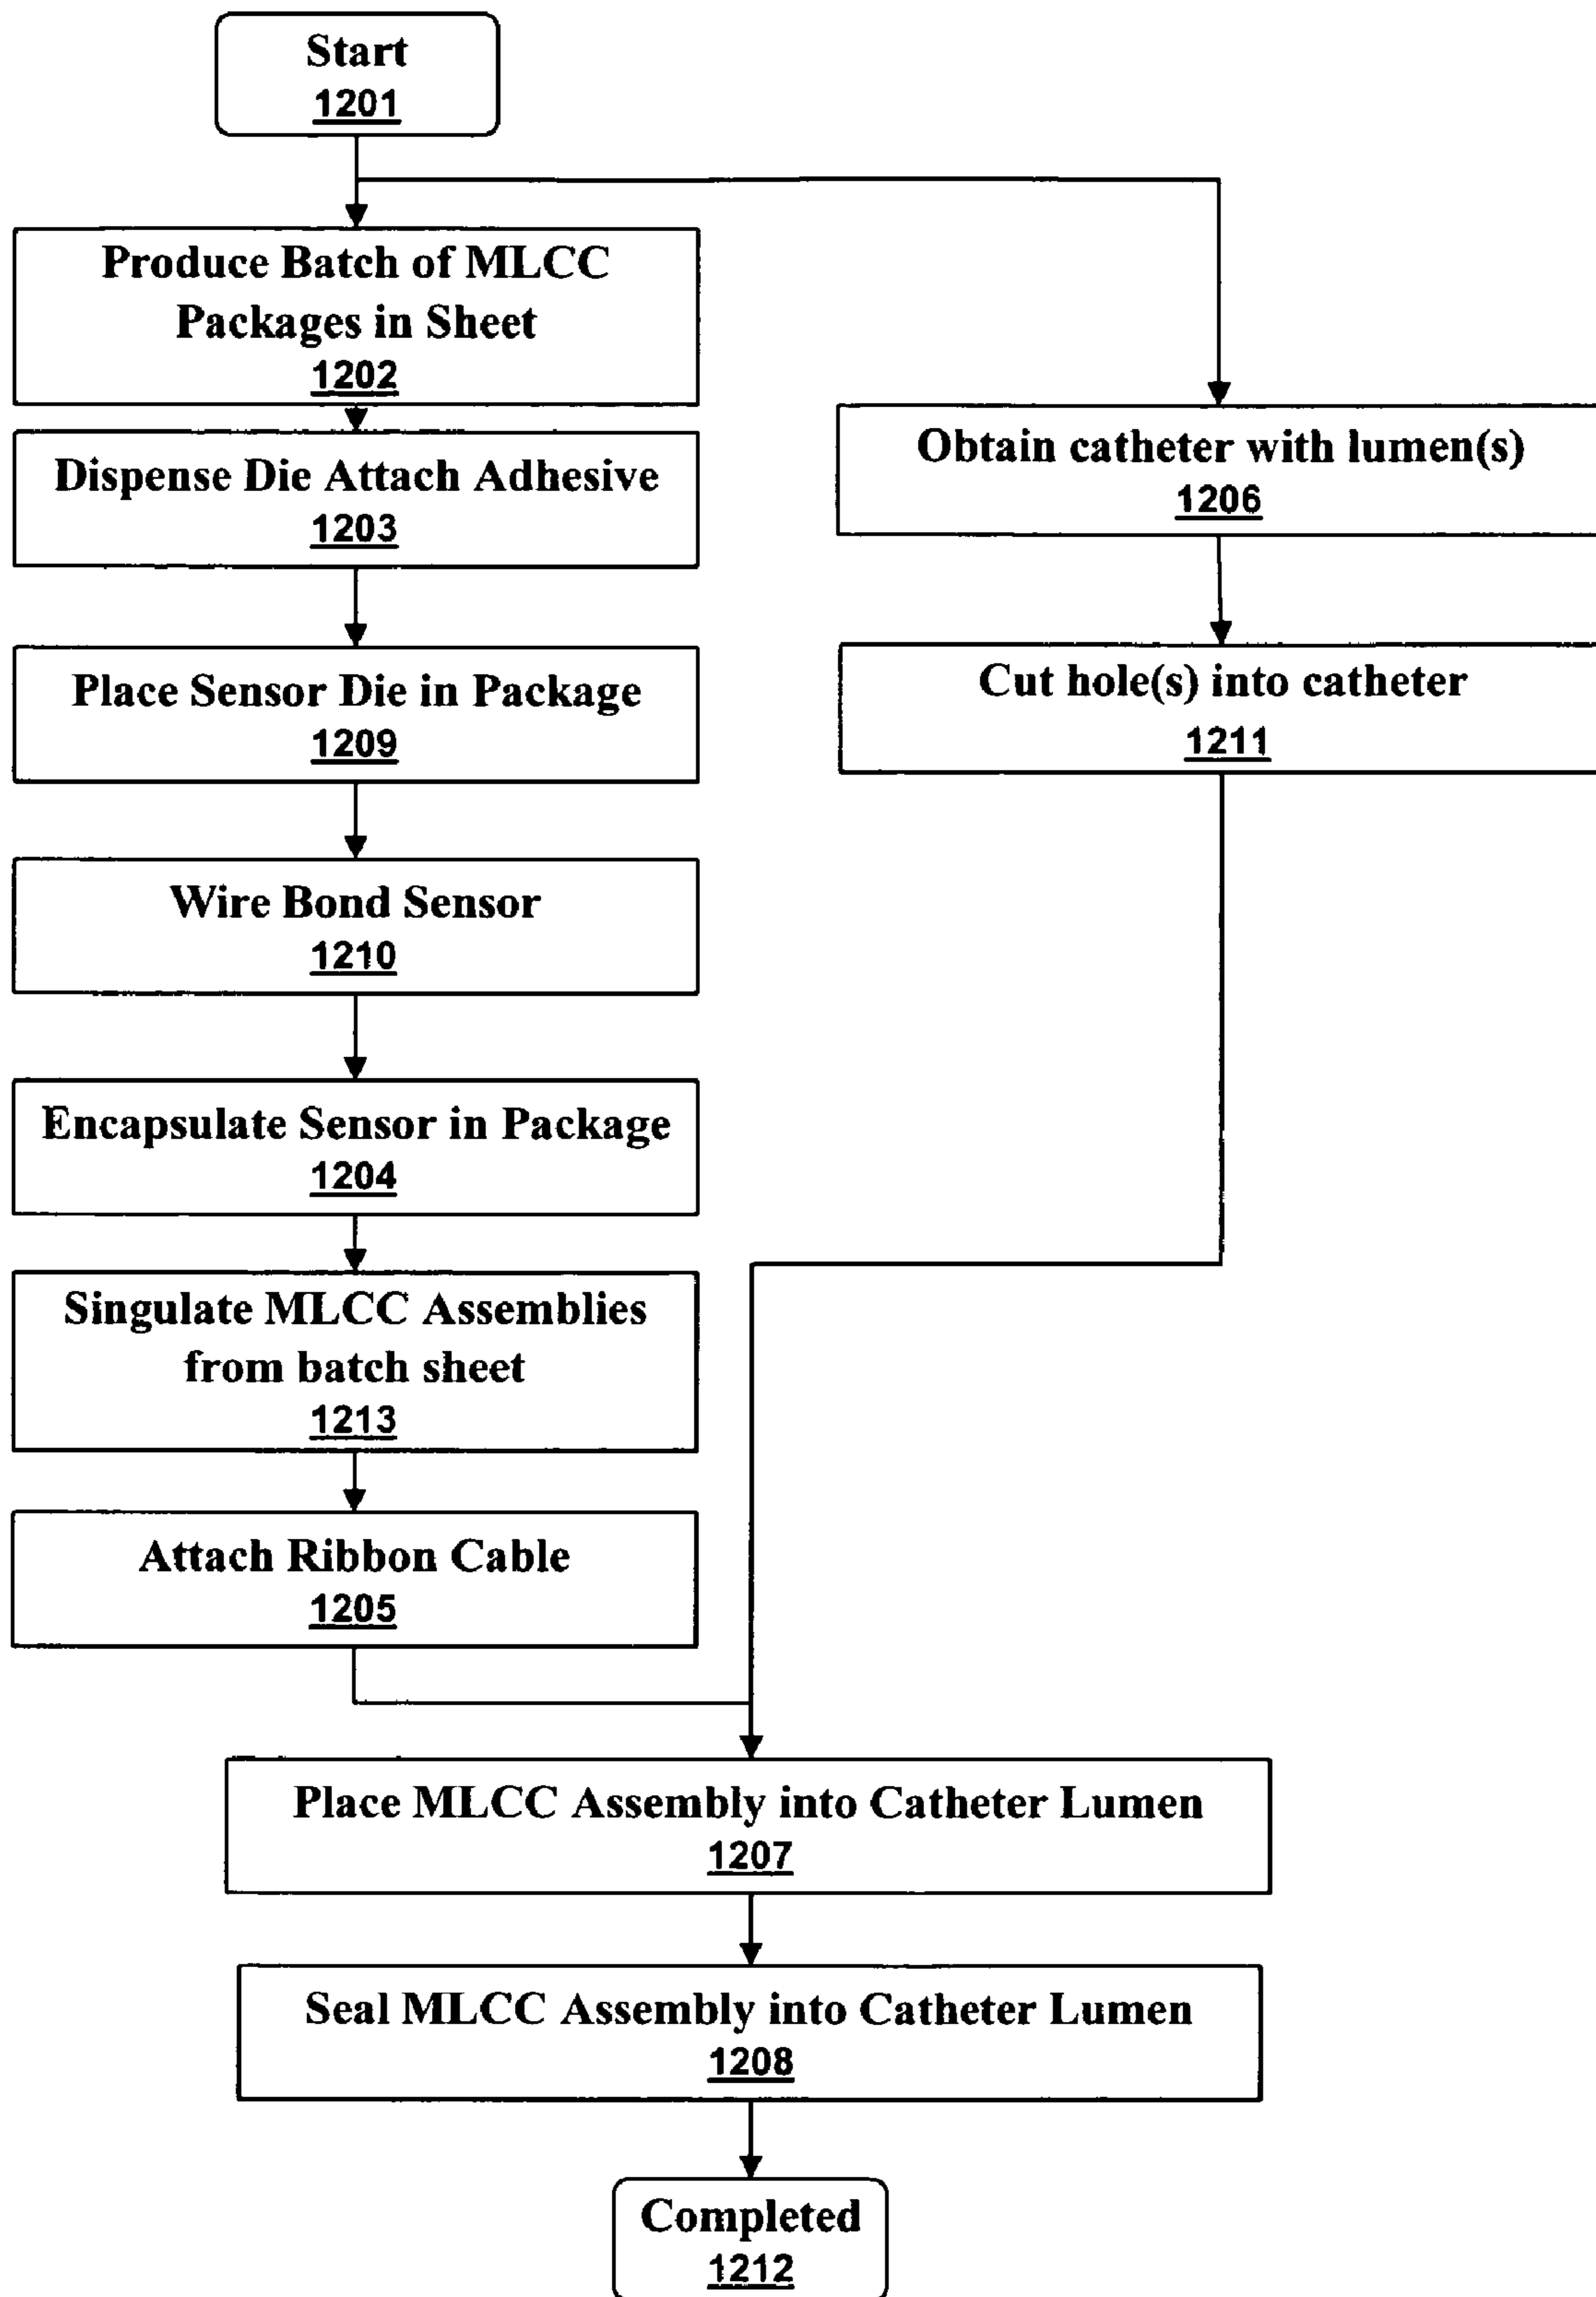 Start
1201
Produce Batch of MLCC
Packages in Sheet
1202
Dispense Die Attach Adhesive
1203
Place Sensor Die in Package
1209
Wire Bond Sensor
1210
Encapsulate Sensor in Package
1204
Singulate MLCC Assemblies
from batch sheet
1213
Attach Ribbon Cable
1205
Obtain catheter with lumen(s)
1206
Cut hole(s) into catheter
1211
Place MLCC Assembly into Catheter Lumen
1207
Seal MLCC Assembly into Catheter Lumen
1208
Completed
1212